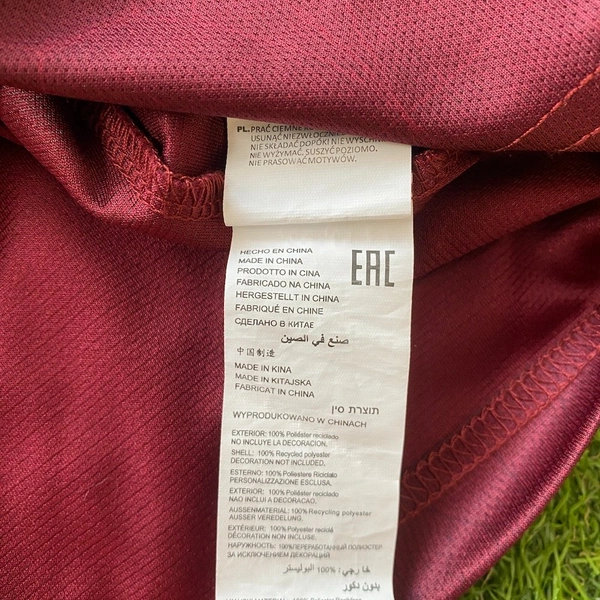 PL.PRAĆ CIEMNE
USUNĄĆ NIEZWŁOCZNIE
NIE SKŁADAĆ DOPÓKI NIE WYSCH
NIE WYŻYMAĆ, SUSZYĆ POZIOMO.
NIE PRASOWAĆ MOTYWÓW.
HECHO EN CHINA
MADE IN CHINA
PRODOTTO IN CINA
FABRICADO NA CHINA
HERGESTELLT IN CHINA
FABRIQUÉ EN CHINE
СДЕЛАНО В КИТАЕ
صنع في الصين
中国制造
MADE IN KINA
MADE IN KITAJSKA
FABRICAT IN CHINA
תוצרת סין
WYPRODUKOWANO W CHINACH
EAC
EXTERIOR: 100% Poliéster reciclado
NO INCLUYE LA DECORACION.
SHELL: 100% Recycled polyester
DECORATION NOT INCLUDED.
ESTERNO: 100% Poliestere Riciclato
PERSONALIZZAZIONE ESCLUSA.
EXTERIOR: 100% Poliéster reciclado
NAO INCLUI A DECORACAO.
AUSSENMATERIAL: 100% Recycling polyester
AUSSER VEREDELUNG.
EXTÉRIEUR: 100% Polyester recyclé
DÉCORATION NON INCLUSE.
НАРУЖНОСТЬ: 100%ПЕРЕРАБОТАННЫЙ ПОЛИЭСТЕР
ЗА ИСКЛЮЧЕНИЕМ ДЕКОРАЦИЙ
خارجي: 100% البوليستر
بدون دكور